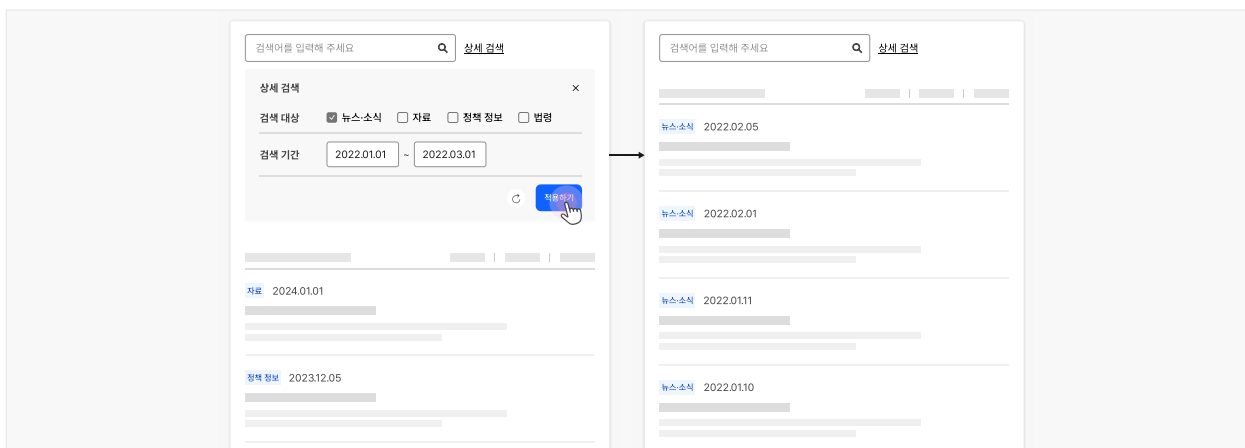 검색어를 입력해 주세요 상세 검색
상세 검색
검색 대상 뉴스·소식 자료 정책 정보 법령
검색 기간 2022.01.01 ~ 2022.03.01
적용하기
자료 2024.01.01
정책 정보 2023.12.05
검색어를 입력해 주세요 상세 검색
뉴스·소식 2022.02.05
뉴스·소식 2022.02.01
뉴스·소식 2022.01.11
뉴스·소식 2022.01.10